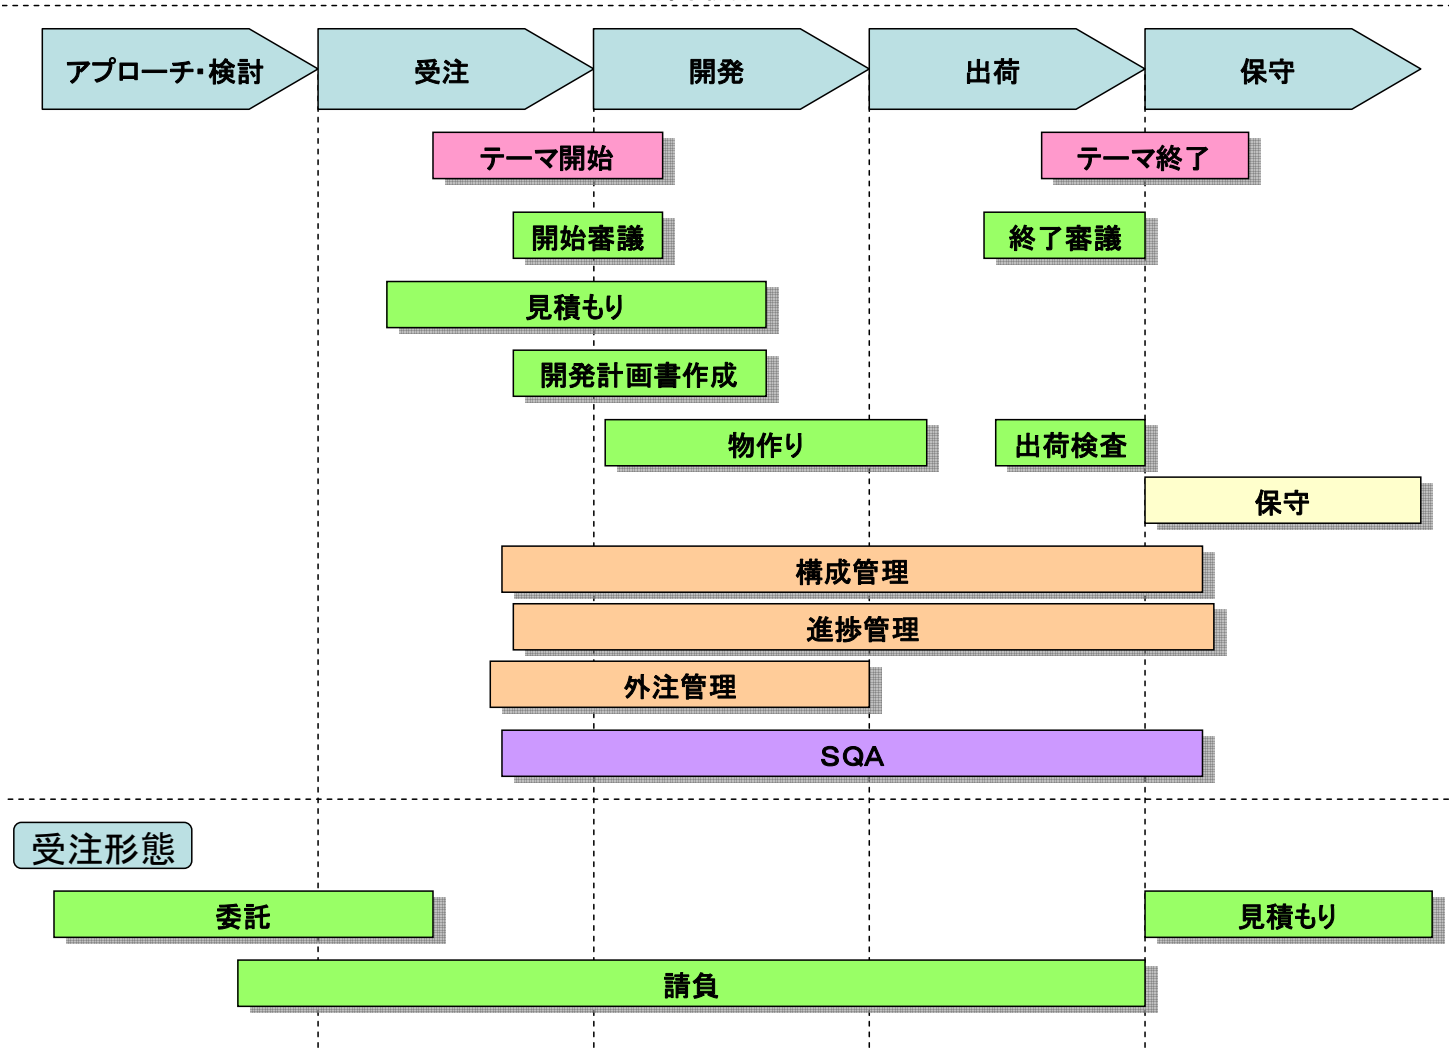 アプローチ・検討
受注
開発
出荷
保守
テーマ開始
テーマ終了
開始審議
終了審議
見積もり
開発計画書作成
物作り
出荷検査
保守
構成管理
進捗管理
外注管理
SQA
受注形態
委託
見積もり
請負